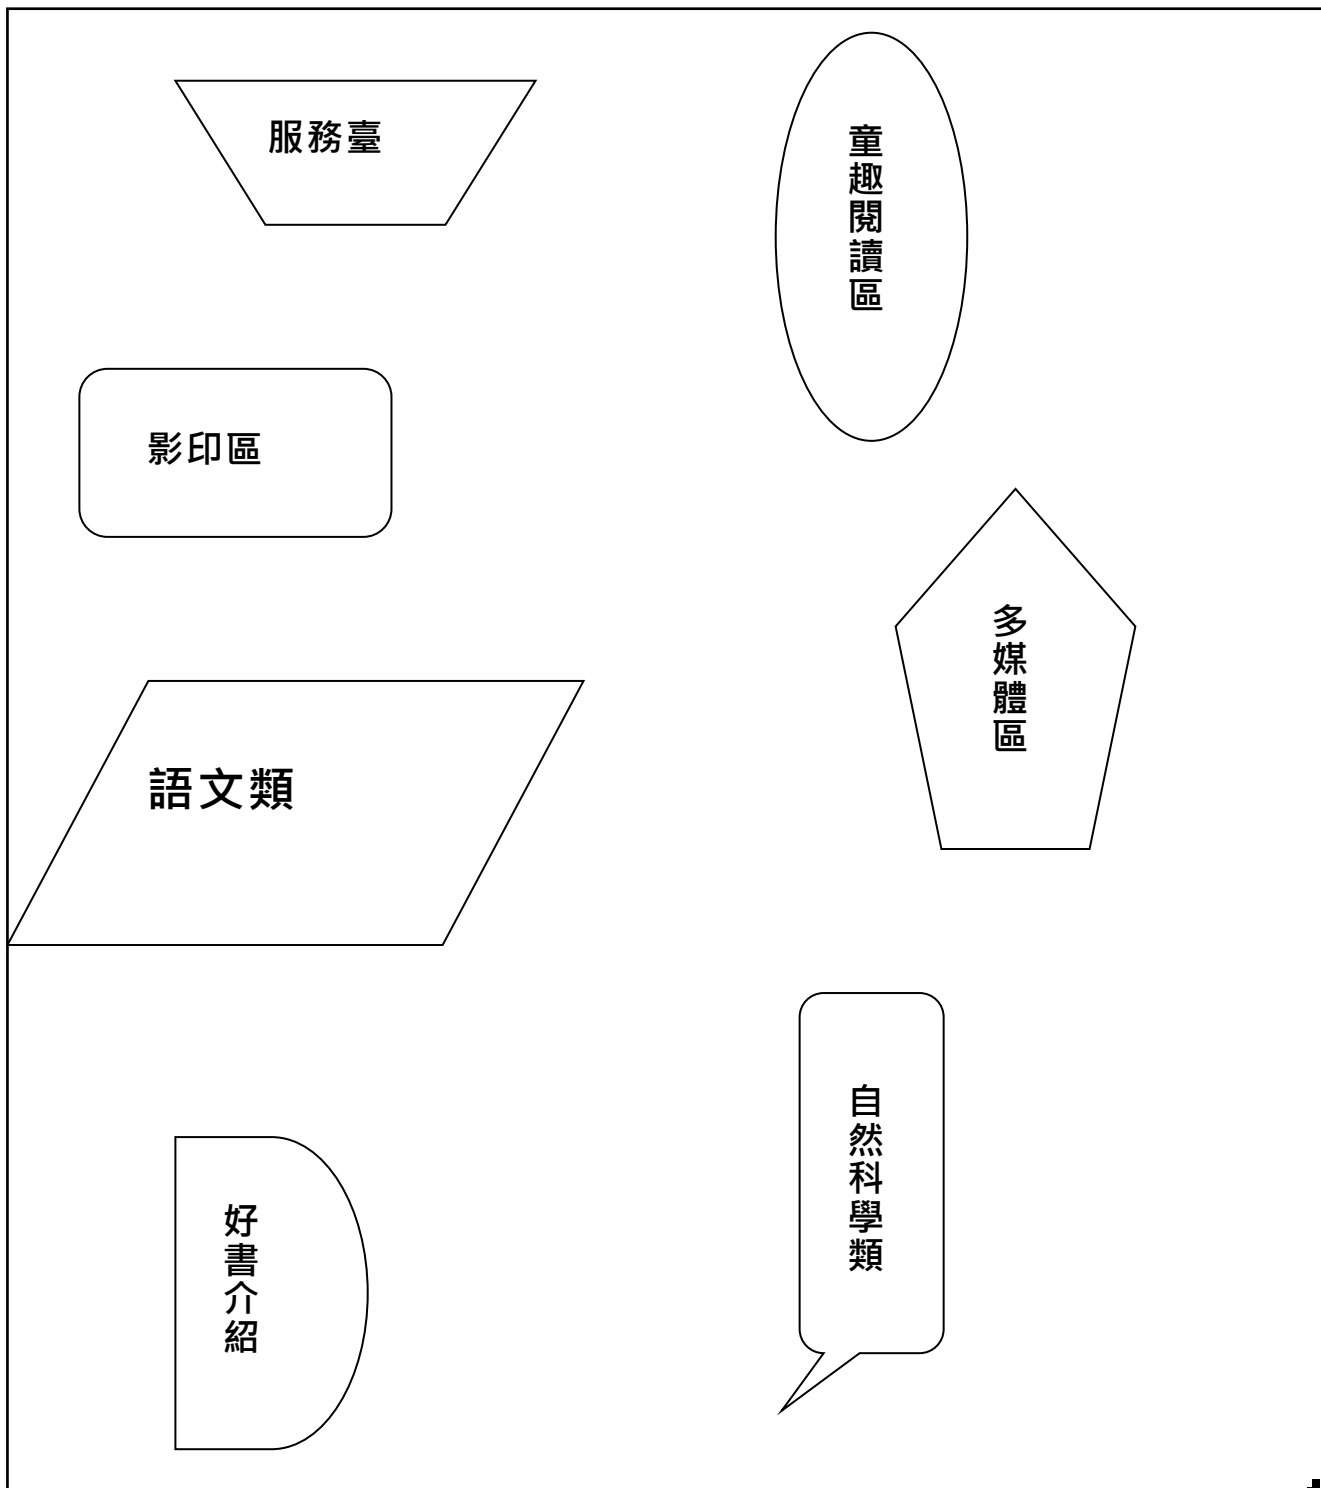 服務臺
童趣閱讀區
影印區
多媒體區
語文類
自然科學類
好書介紹